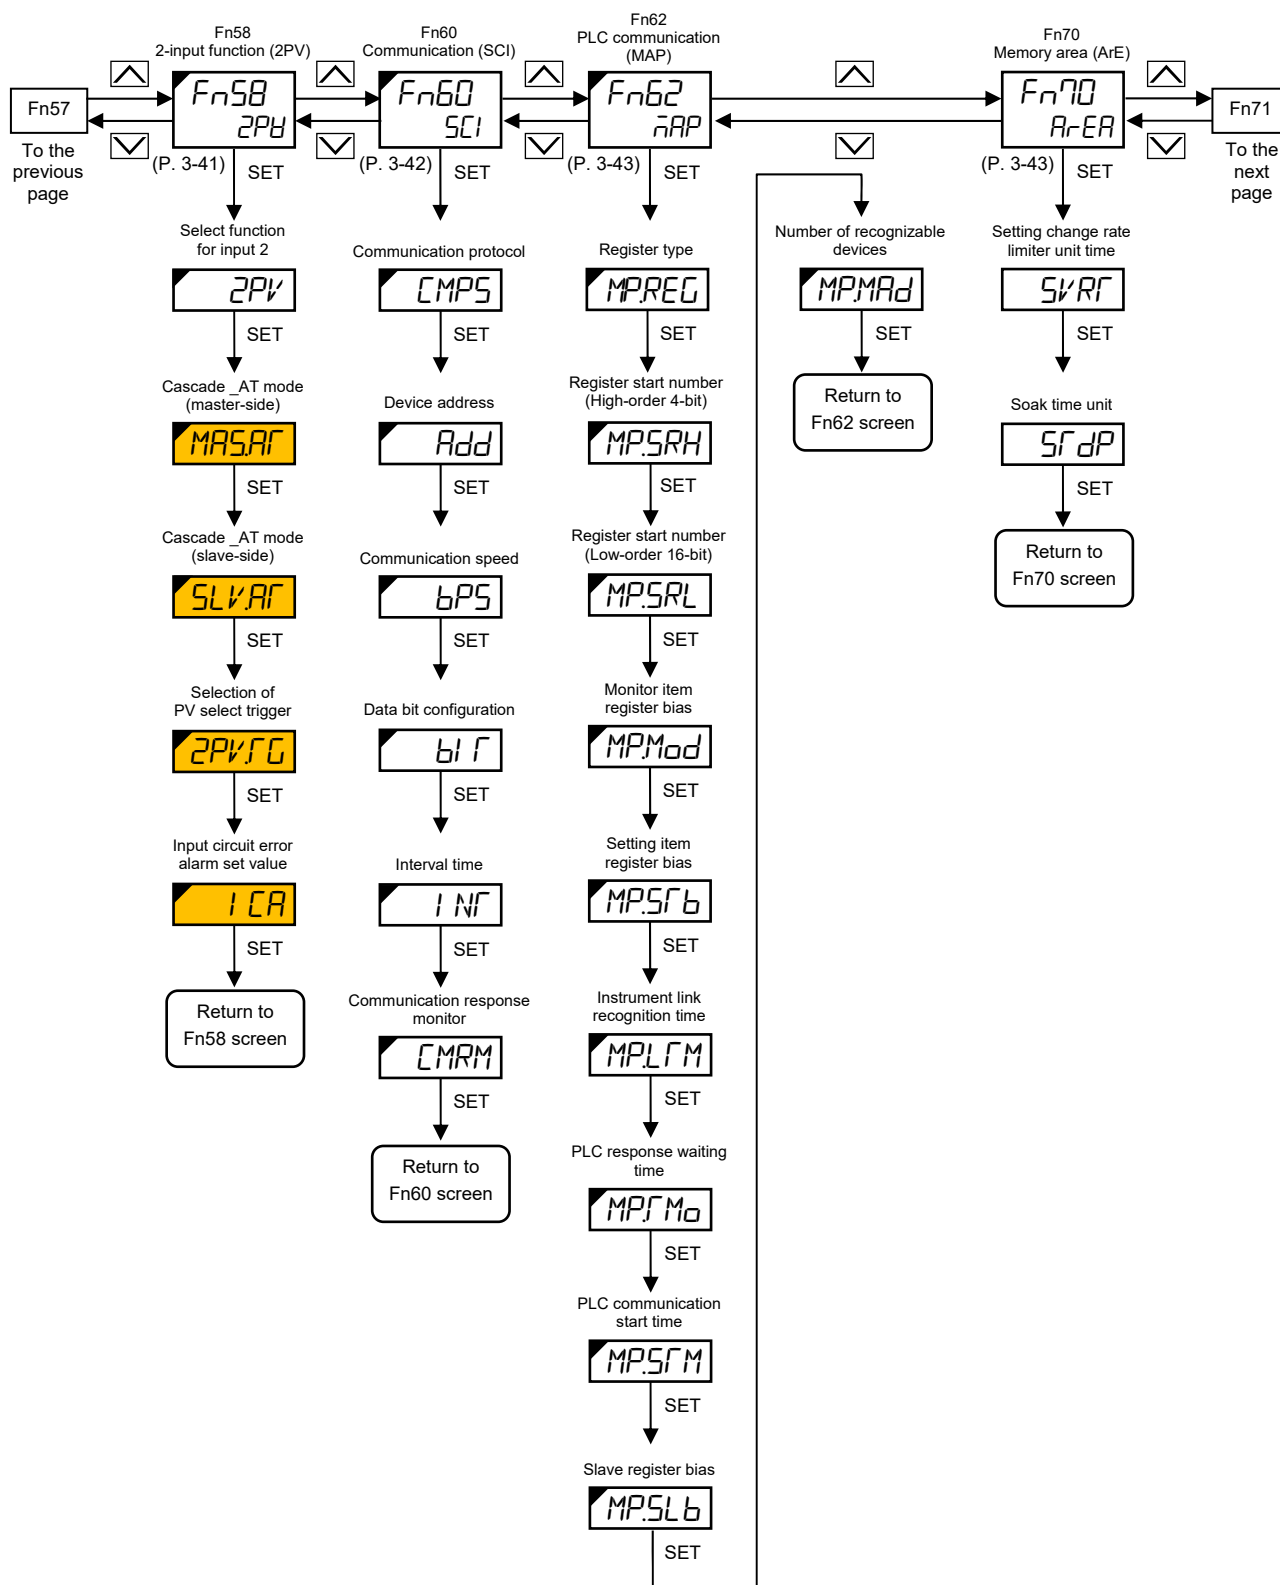 Fn58
2-input function (2PV)
Fn60
Communication (SCI)
Fn62
PLC communication
(MAP)
Fn70
Memory area (ArE)
Fn57
To the
previous
page
Fn58
2PV
(P. 3-41)
SET
Fn60
SCI
(P. 3-42)
SET
Fn62
MAP
(P. 3-43)
SET
Fn70
ArEA
(P. 3-43)
SET
Fn71
To the
next
page
Select function
for input 2
2PV
SET
Cascade _AT mode
(master-side)
MAS.AT
SET
Cascade _AT mode
(slave-side)
SLV.AT
SET
Selection of
PV select trigger
2PV.TG
SET
Input circuit error
alarm set value
ICA
SET
Return to
Fn58 screen
Communication protocol
CMPS
SET
Device address
Add
SET
Communication speed
bPS
SET
Data bit configuration
bIT
SET
Interval time
INT
SET
Communication response
monitor
CMRM
SET
Return to
Fn60 screen
Register type
MP.REG
SET
Register start number
(High-order 4-bit)
MP.SRH
SET
Register start number
(Low-order 16-bit)
MP.SRL
SET
Monitor item
register bias
MP.Mod
SET
Setting item
register bias
MP.STb
SET
Instrument link
recognition time
MP.LTM
SET
PLC response waiting
time
MP.TMo
SET
PLC communication
start time
MP.STM
SET
Slave register bias
MP.SLb
SET
Number of recognizable
devices
MP.MAd
SET
Return to
Fn62 screen
Setting change rate
limiter unit time
SVRT
SET
Soak time unit
STdP
SET
Return to
Fn70 screen